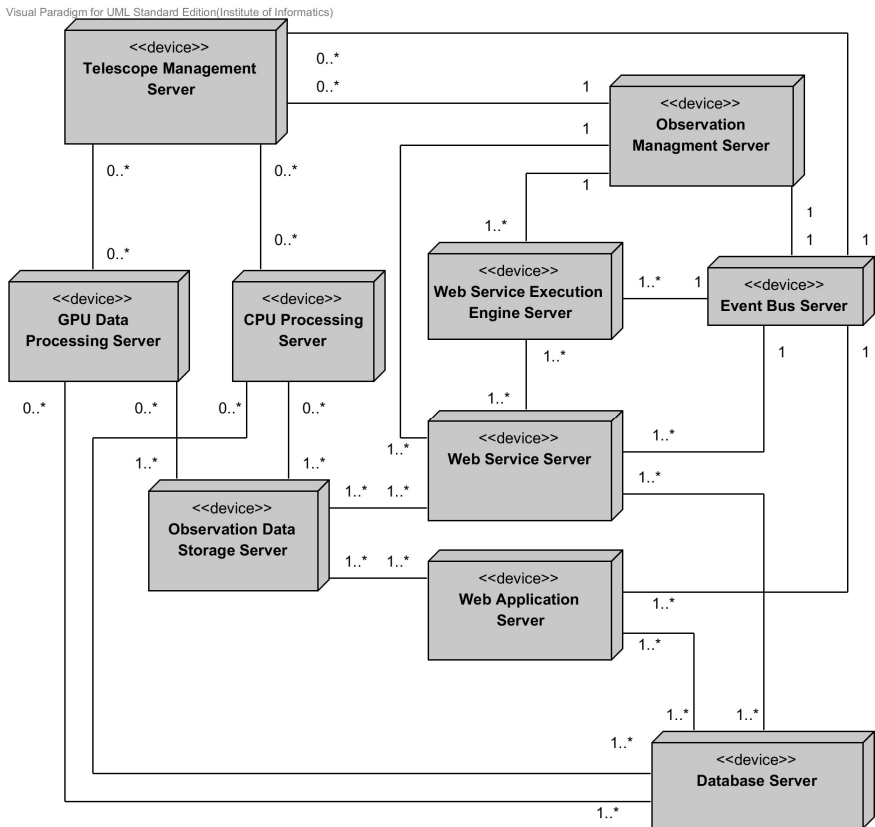 Visual Paradigm for UML Standard Edition(Institute of Informatics)
<<device>>
Telescope Management
Server
0..*
0..*
1
<<device>>
Observation
Managment Server
1
1
0..*
0..*
1..*
1
1
1
0..*
0..*
<<device>>
GPU Data
Processing Server
<<device>>
CPU Processing
Server
<<device>>
Web Service Execution
Engine Server
1..*
1
<<device>>
Event Bus Server
1..*
1
1
0..*
0..*
0..*
0..*
1..*
1..*
1..*
1..*
<<device>>
Web Service Server
1..*
1..*
<<device>>
Observation Data
Storage Server
1..*
1..*
1..*
1..*
<<device>>
Web Application
Server
1..*
1..*
1..*
1..*
1..*
<<device>>
Database Server
1..*